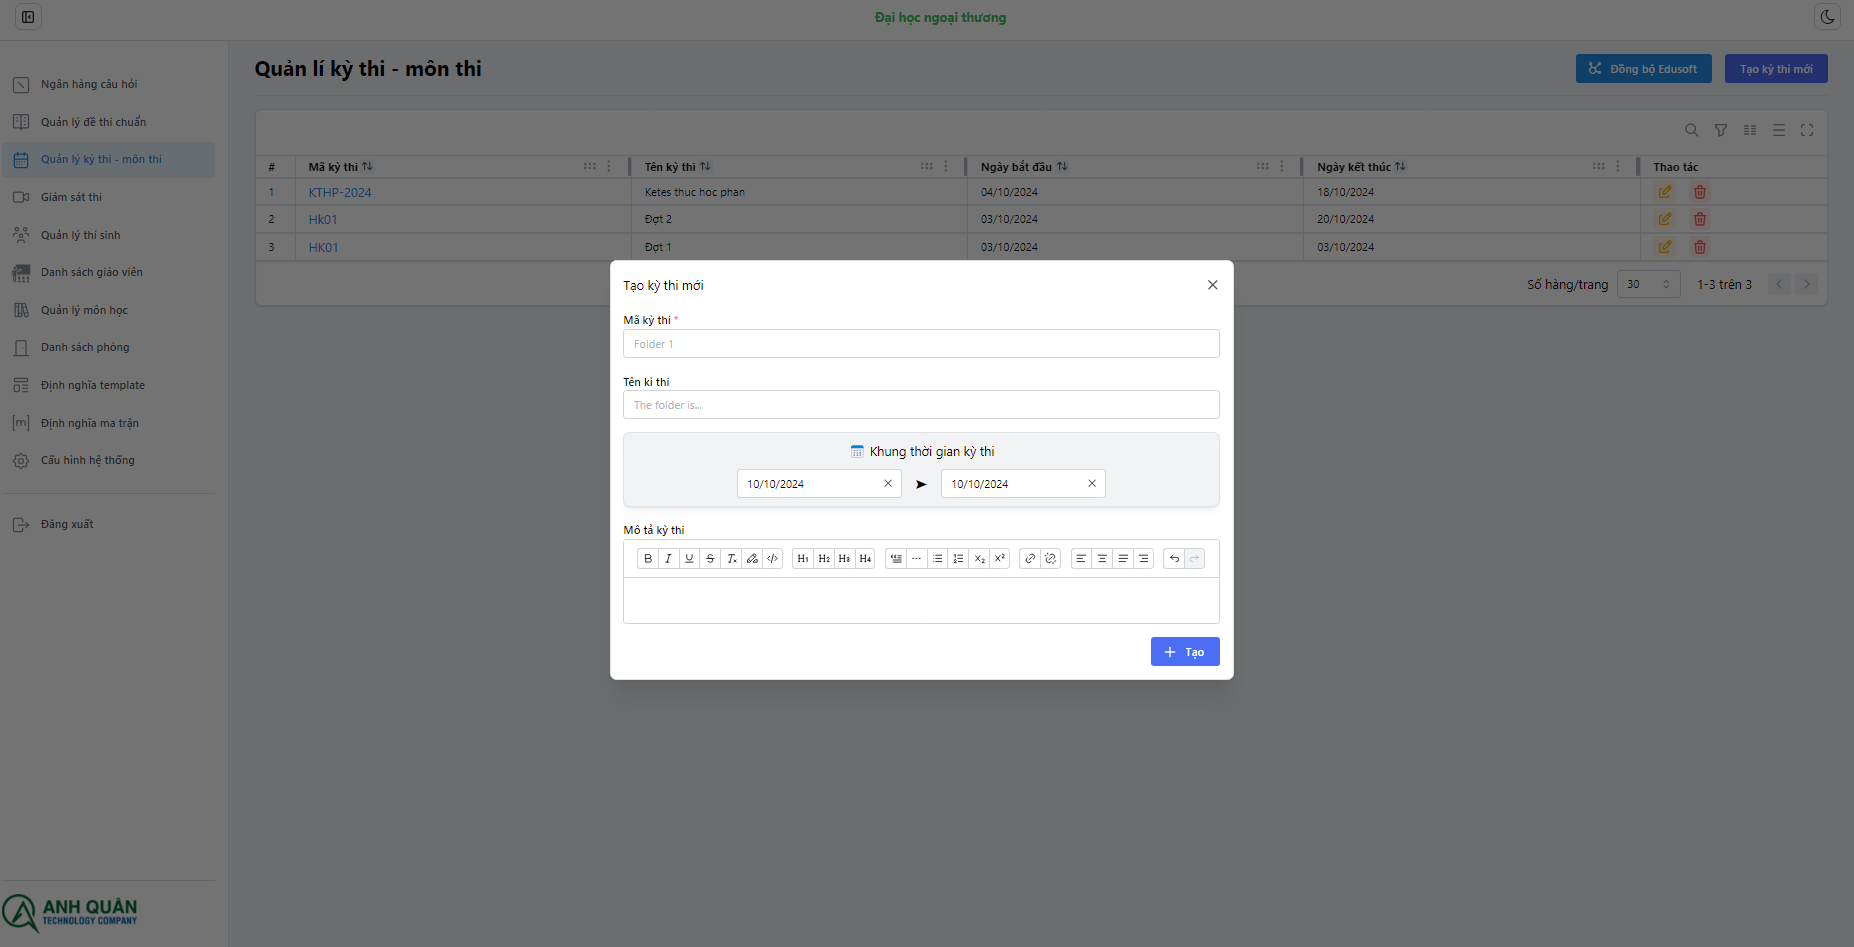 Đại học ngoại thương
Ngân hàng câu hỏi
Quản lý đề thi chuẩn
Quản lý kỳ thi - môn thi
Giám sát thi
Quản lý thí sinh
Danh sách giáo viên
Quản lý môn học
Danh sách phòng
Định nghĩa template
Định nghĩa ma trận
Cấu hình hệ thống
Đăng xuất
ANH QUÂN
TECHNOLOGY COMPANY
Quản lí kỳ thi - môn thi
Đồng bộ Edusoft
Tạo kỳ thi mới
# Mã kỳ thi Tên kỳ thi Ngày bắt đầu Ngày kết thúc Thao tác
1 KTHP-2024 Ketes thuc hoc phan 04/10/2024 18/10/2024
2 Hk01 Đợt 2 03/10/2024 20/10/2024
3 HK01 Đợt 1 03/10/2024 03/10/2024
Số hàng/trang 30 1-3 trên 3
Tạo kỳ thi mới
Mã kỳ thi *
Folder 1
Tên kì thi
The folder is...
Khung thời gian kỳ thi
10/10/2024 10/10/2024
Mô tả kỳ thi
B I U S Tx </> H1 H2 H3 H4 X2 X2
Tạo